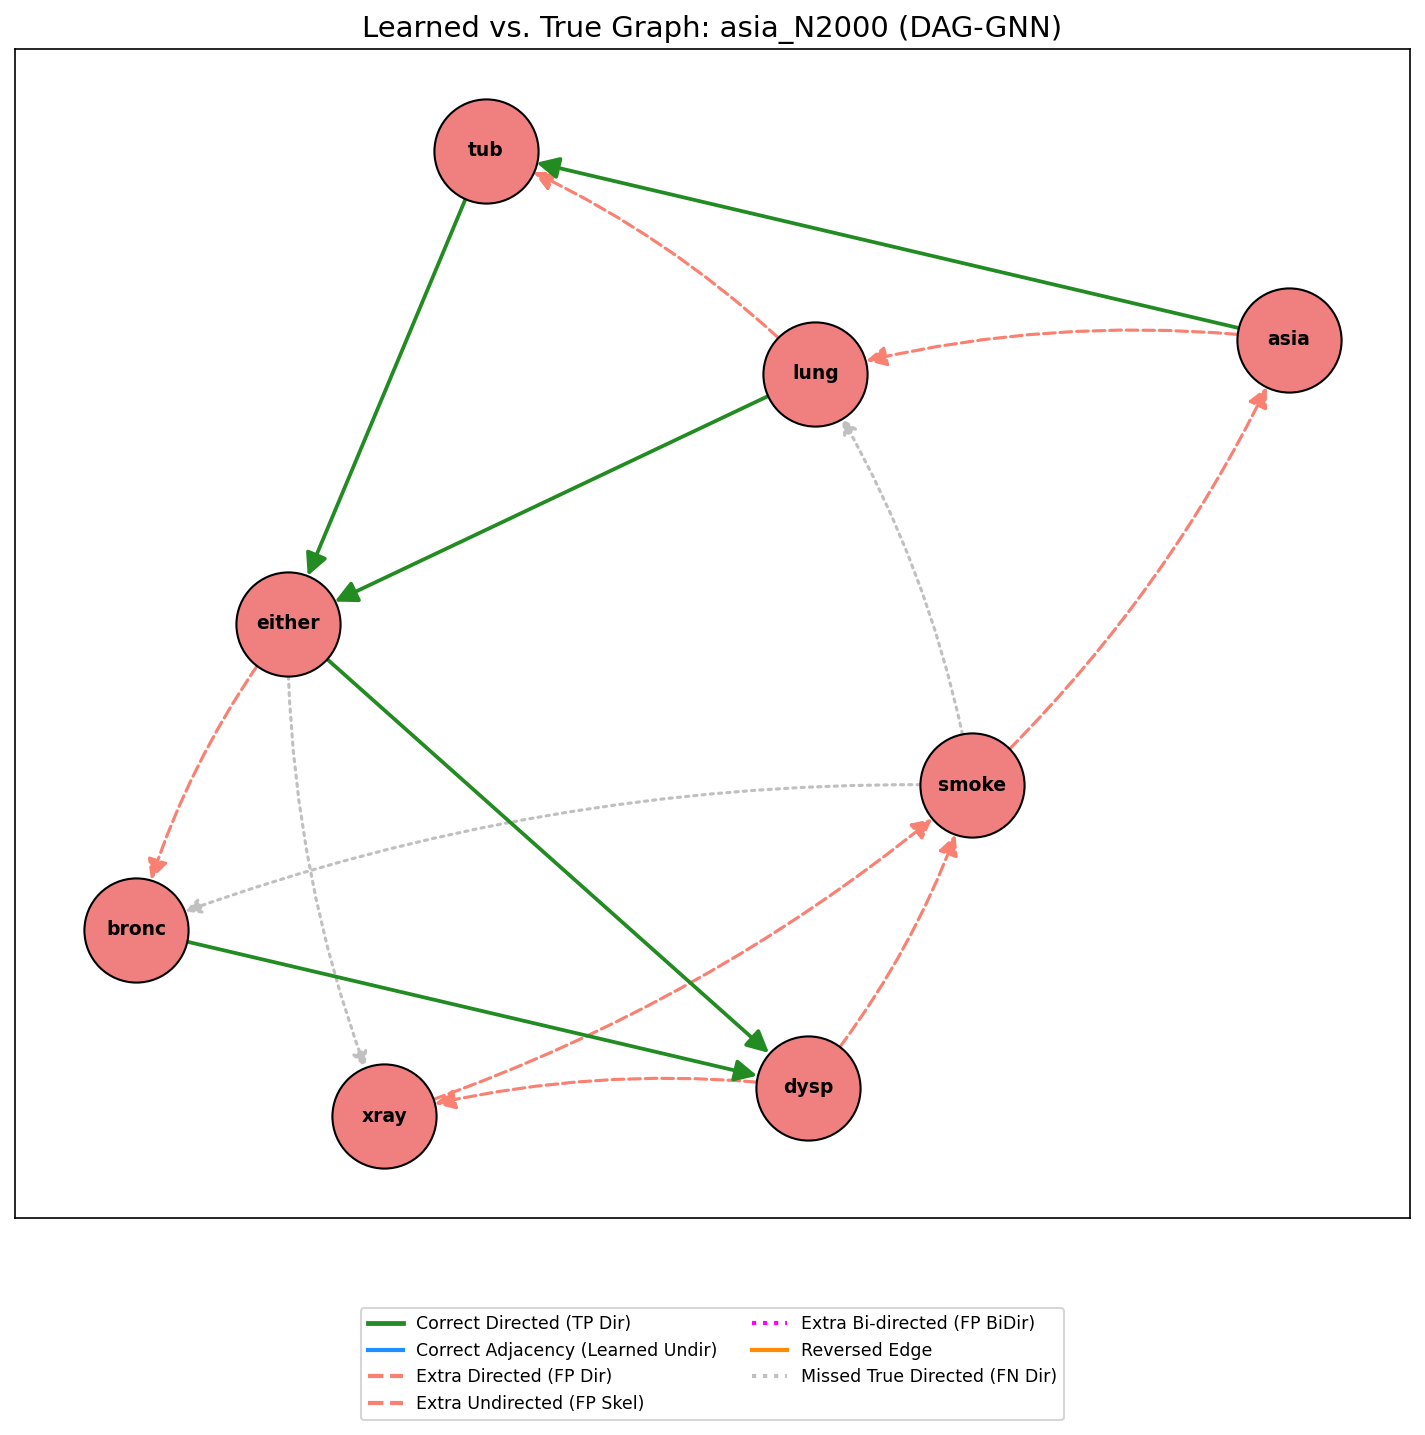 Learned vs. True Graph: asia_N2000 (DAG-GNN)
tub
asia
lung
either
smoke
bronc
dysp
xray
Correct Directed (TP Dir)
Correct Adjacency (Learned Undir)
Extra Directed (FP Dir)
Extra Undirected (FP Skel)
Extra Bi-directed (FP BiDir)
Reversed Edge
Missed True Directed (FN Dir)